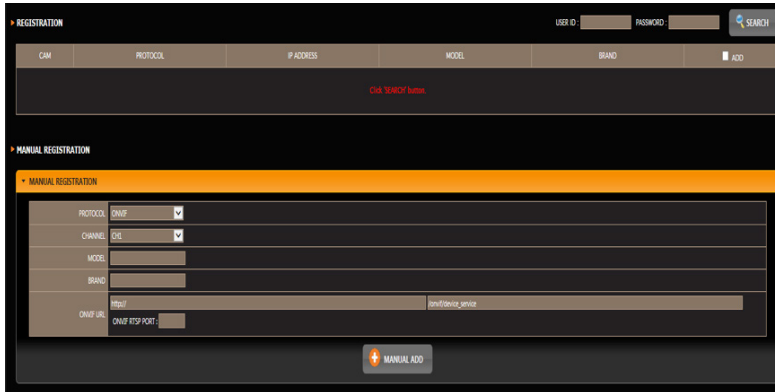 REGISTRATION USER ID : PASSWORD : SEARCH
CAM PROTOCOL IP ADDRESS MODEL BRAND ADD
Click 'SEARCH' button.
MANUAL REGISTRATION
MANUAL REGISTRATION
PROTOCOL ONVIF
CHANNEL CH1
MODEL
BRAND
ONVIF URL http:// /onvif/device_service
ONVIF RTSP PORT :
MANUAL ADD